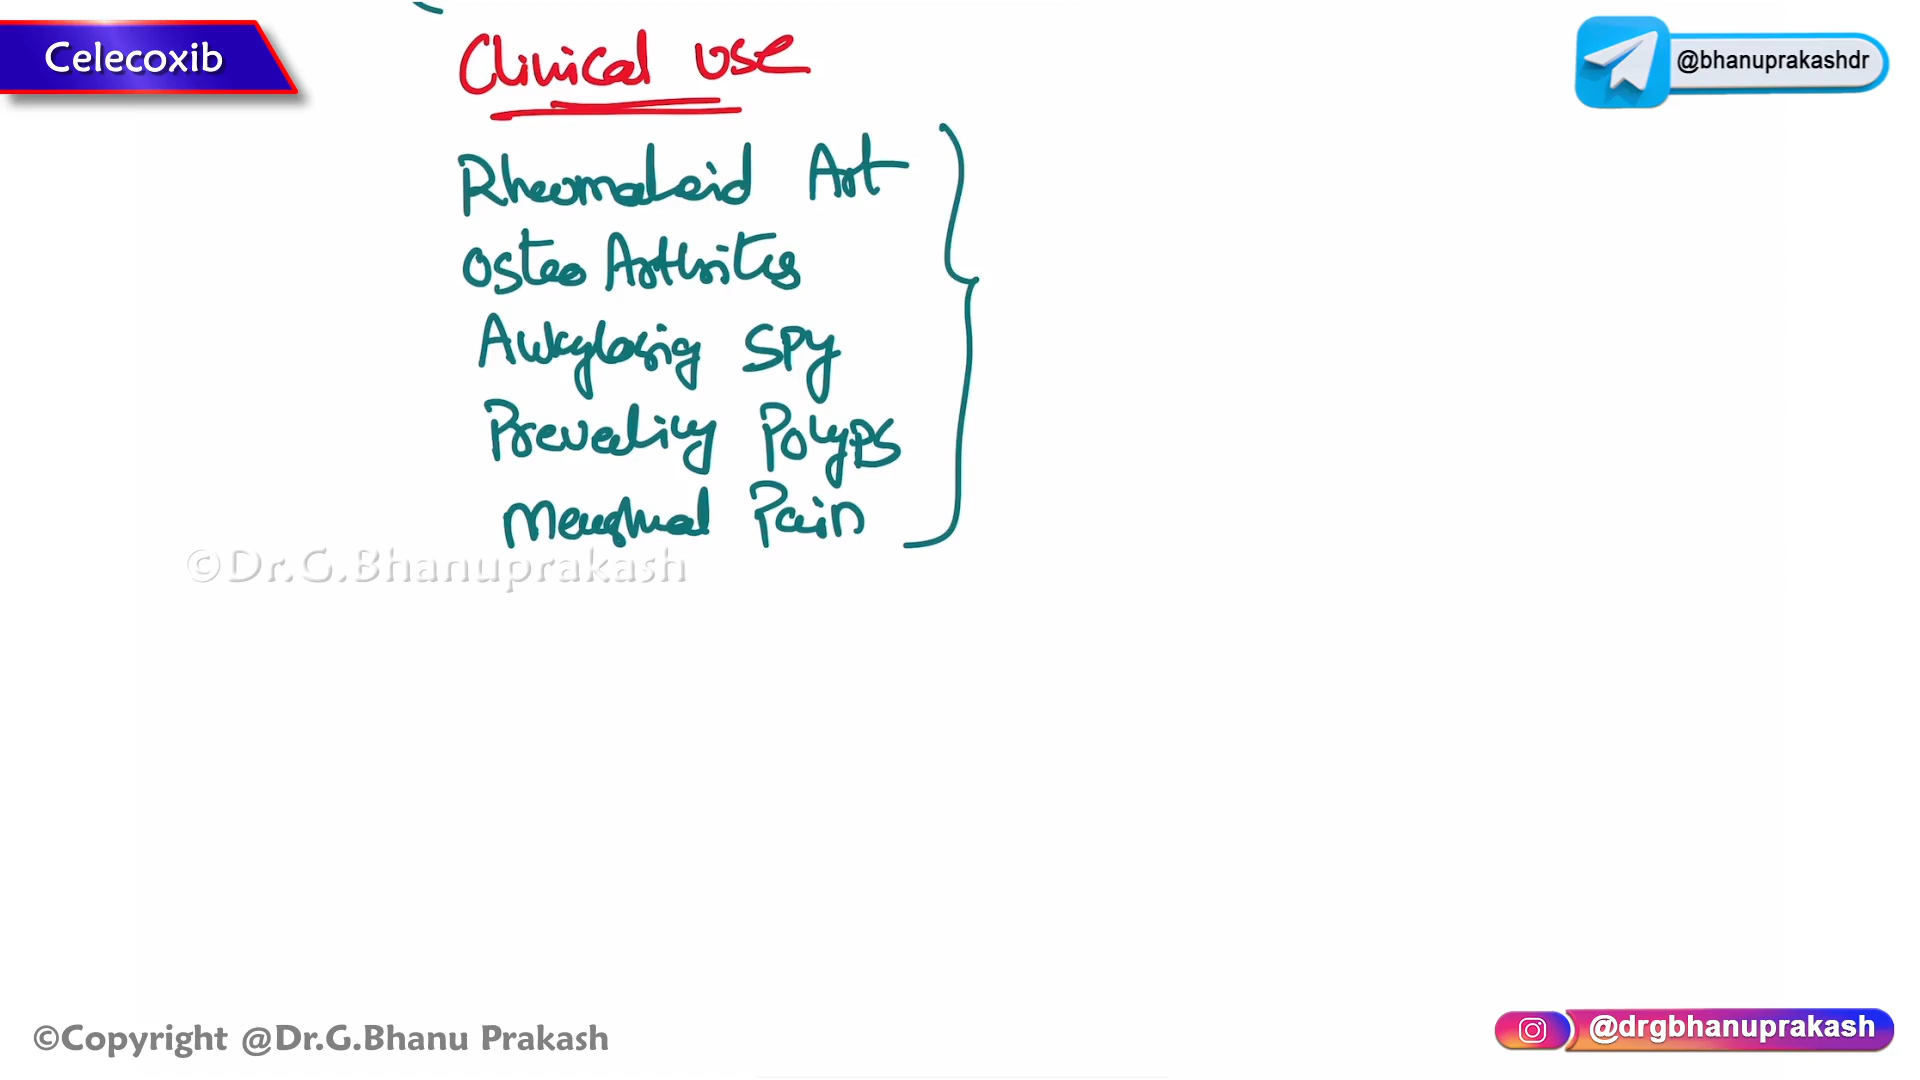 Celecoxib
@bhanuprakashdr
Clinical use
Rheumatoid Art
Osteo Arthritis
Ankylosing SPY
Preventing Polyps
Menstrual Pain
©Dr.G.Bhanuprakash
©Copyright @Dr.G.Bhanu Prakash
@drgbhanuprakash